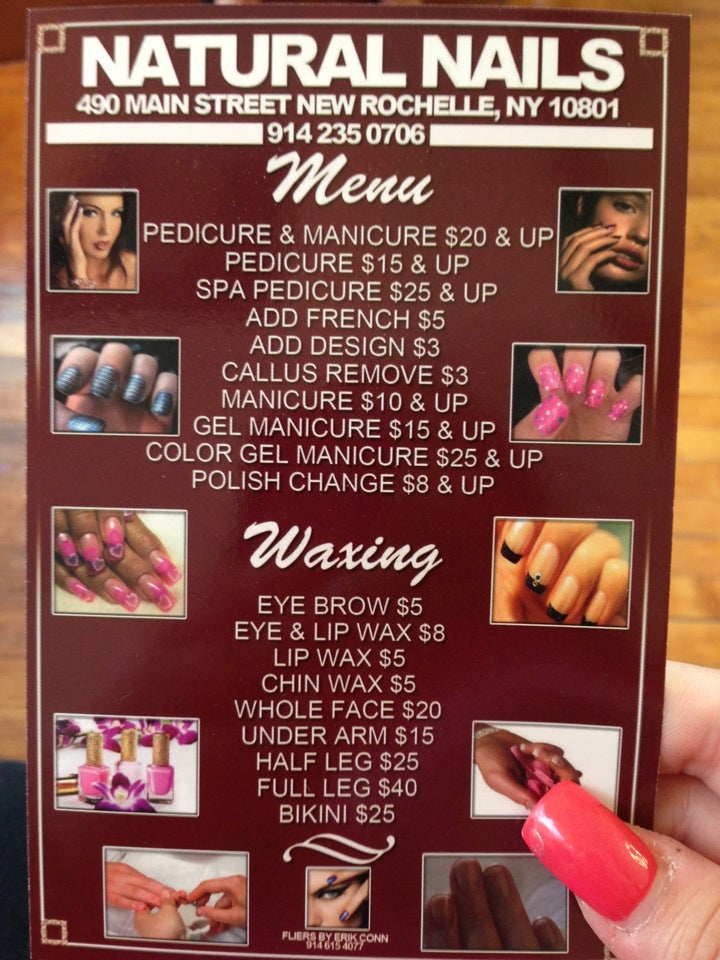 NATURAL NAILS
490 MAIN STREET NEW ROCHELLE, NY 10801
914 235 0706
Menu
PEDICURE & MANICURE $20 & UP
PEDICURE $15 & UP
SPA PEDICURE $25 & UP
ADD FRENCH $5
ADD DESIGN $3
CALLUS REMOVE $3
MANICURE $10 & UP
GEL MANICURE $15 & UP
COLOR GEL MANICURE $25 & UP
POLISH CHANGE $8 & UP
Waxing
EYE BROW $5
EYE & LIP WAX $8
LIP WAX $5
CHIN WAX $5
WHOLE FACE $20
UNDER ARM $15
HALF LEG $25
FULL LEG $40
BIKINI $25
FLIERS BY ERIK CONN
914 615 4077